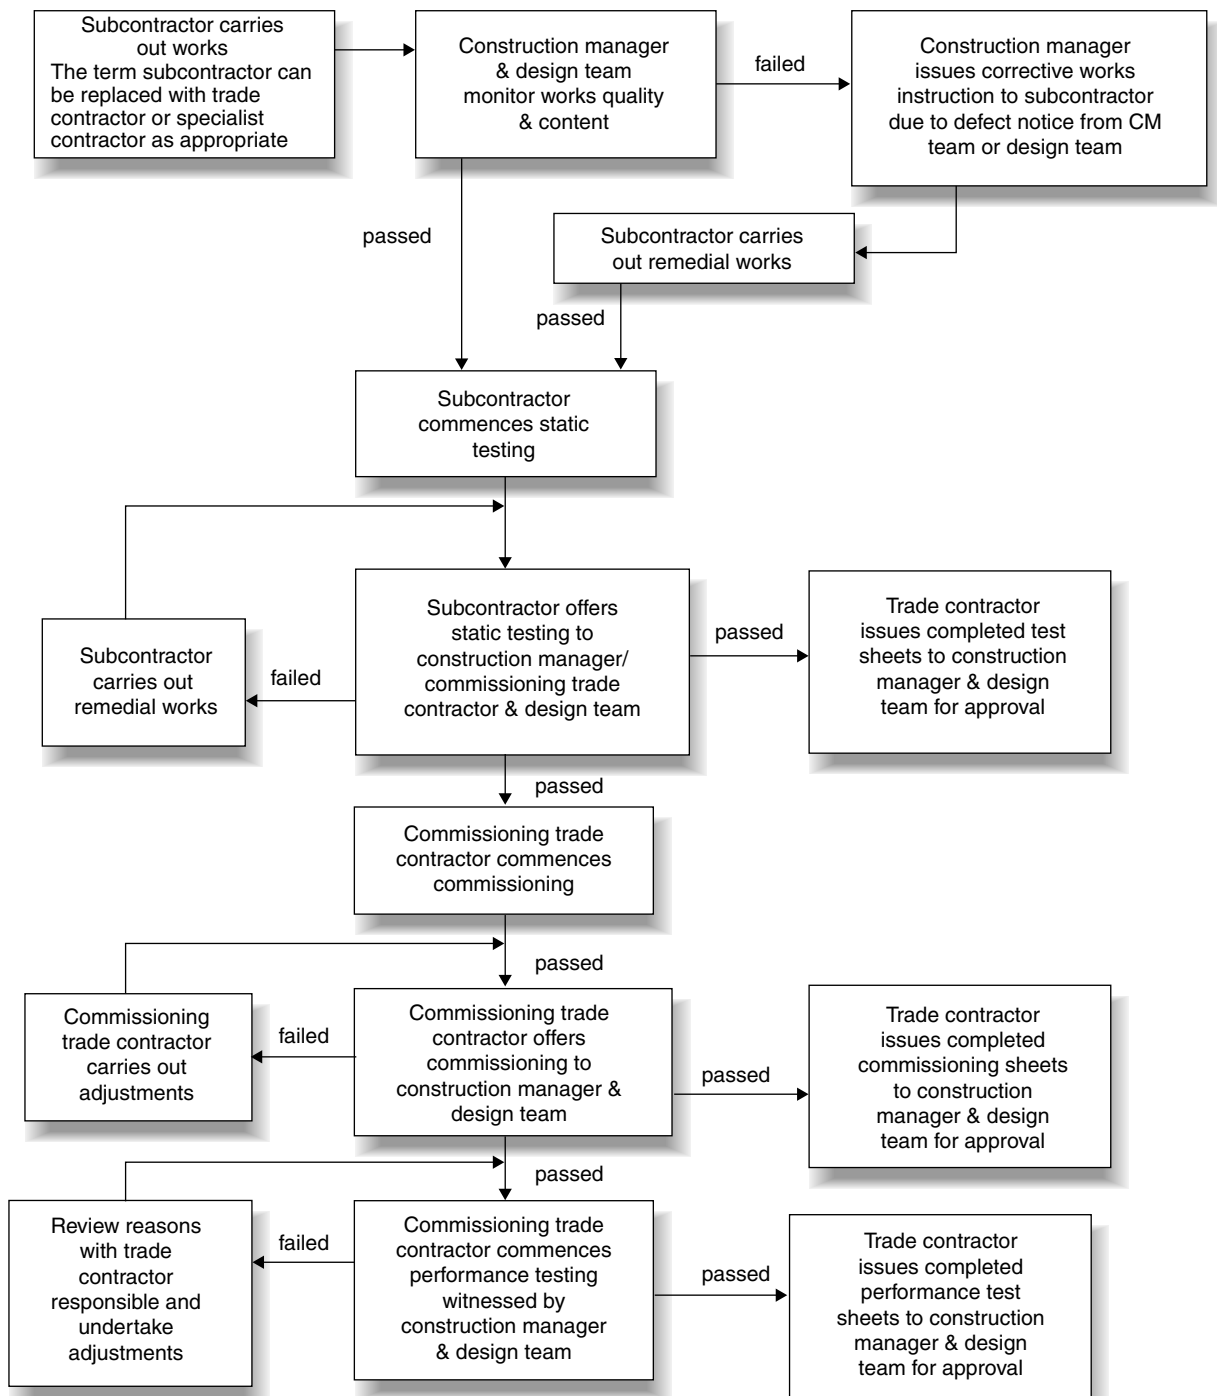 Subcontractor carries
out works
The term subcontractor can
be replaced with trade
contractor or specialist
contractor as appropriate
Construction manager
& design team
monitor works quality
& content
failed
Construction manager
issues corrective works
instruction to subcontractor
due to defect notice from CM
team or design team
passed
Subcontractor carries
out remedial works
passed
Subcontractor
commences static
testing
Subcontractor offers
static testing to
construction manager/
commissioning trade
contractor & design team
failed
Subcontractor
carries out
remedial works
passed
Trade contractor
issues completed test
sheets to construction
manager & design
team for approval
passed
Commissioning trade
contractor commences
commissioning
passed
Commissioning trade
contractor offers
commissioning to
construction manager &
design team
failed
Commissioning
trade contractor
carries out
adjustments
passed
Trade contractor
issues completed
commissioning sheets
to construction
manager & design
team for approval
passed
Commissioning trade
contractor commences
performance testing
witnessed by
construction manager
& design team
failed
Review reasons
with trade
contractor
responsible and
undertake
adjustments
passed
Trade contractor
issues completed
performance test
sheets to construction
manager & design
team for approval